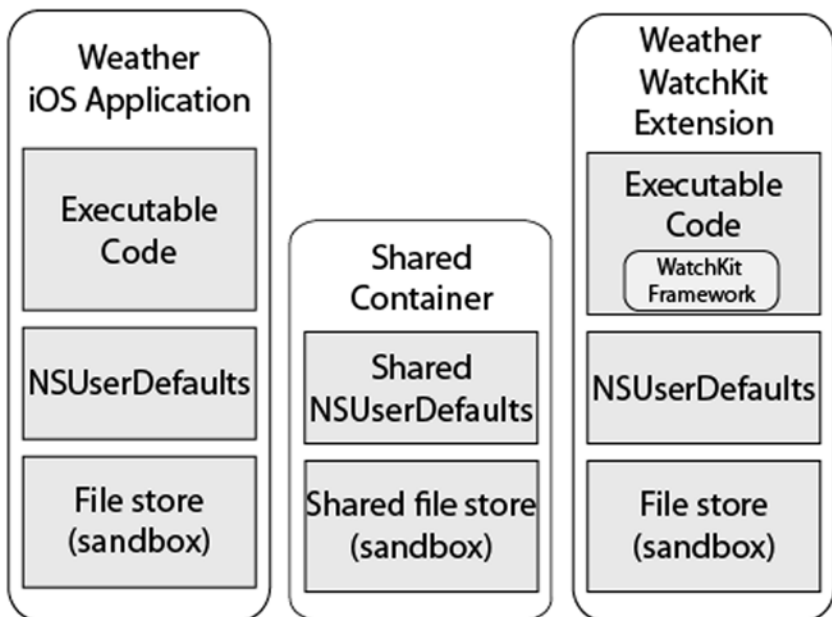 Weather
iOS Application
Executable
Code
NSUserDefaults
File store
(sandbox)
Shared
Container
Shared
NSUserDefaults
Shared file store
(sandbox)
Weather
WatchKit
Extension
Executable
Code
WatchKit
Framework
NSUserDefaults
File store
(sandbox)